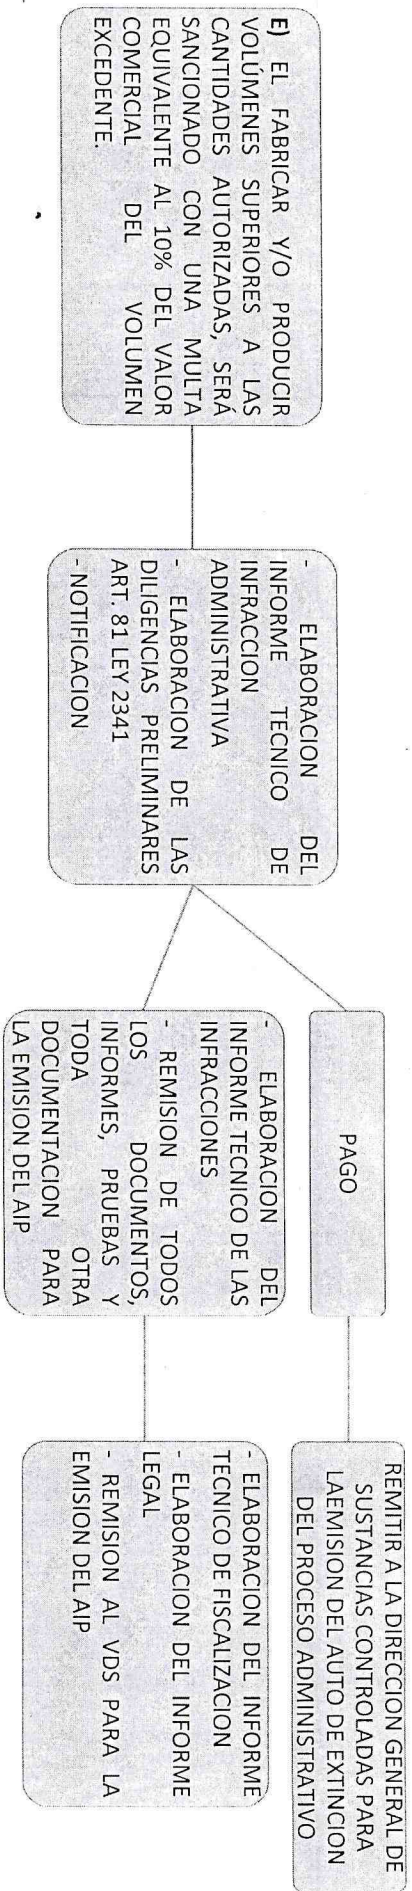 E) EL FABRICAR Y/O PRODUCIR
VOLÚMENES SUPERIORES A LAS
CANTIDADES AUTORIZADAS, SERÁ
SANCIONADO CON UNA MULTA
EQUIVALENTE AL 10% DEL VALOR
COMERCIAL DEL VOLUMEN
EXCEDENTE.
- ELABORACION DEL
INFORME TECNICO DE
INFRACCION
ADMINISTRATIVA
- ELABORACION DE LAS
DILIGENCIAS PRELIMINARES
ART. 81 LEY 2341
- NOTIFICACION
PAGO
REMITIR A LA DIRECCION GENERAL DE
SUSTANCIAS CONTROLADAS PARA
LAEMISION DEL AUTO DE EXTINCION
DEL PROCESO ADMINISTRATIVO
- ELABORACION DEL
INFORME TECNICO DE LAS
INFRACCIONES
- REMISION DE TODOS
LOS DOCUMENTOS,
INFORMES, PRUEBAS Y
TODA OTRA
DOCUMENTACION PARA
LA EMISION DEL AIP
- ELABORACION DEL INFORME
TECNICO DE FISCALIZACION
- ELABORACION DEL INFORME
LEGAL
- REMISION AL VDS PARA LA
EMISION DEL AIP